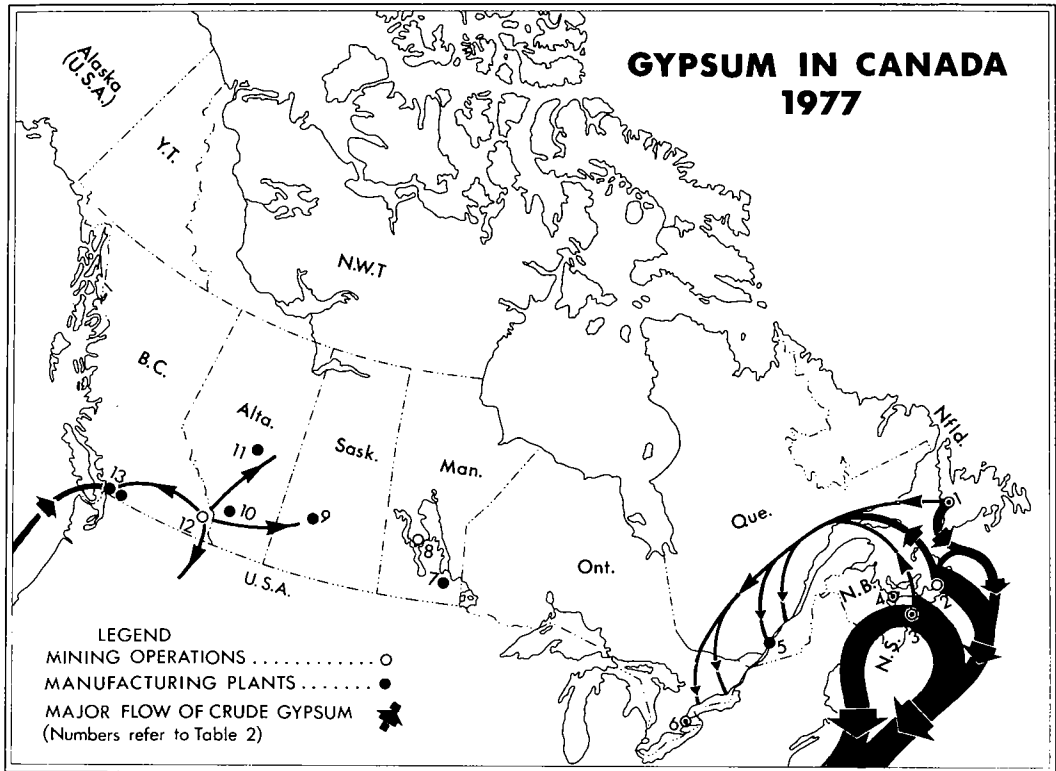 GYPSUM IN CANADA
1977
Alaska
(U.S.A.)
Y.T.
N.W.T
B.C.
Alta.
Sask.
Man.
Ont.
Que.
Nfld.
N.B.
N.S.
U.S.A.
1
2
3
4
5
6
7
8
9
10
11
12
13
LEGEND
MINING OPERATIONS ............ ○
MANUFACTURING PLANTS ....... ●
MAJOR FLOW OF CRUDE GYPSUM
(Numbers refer to Table 2)